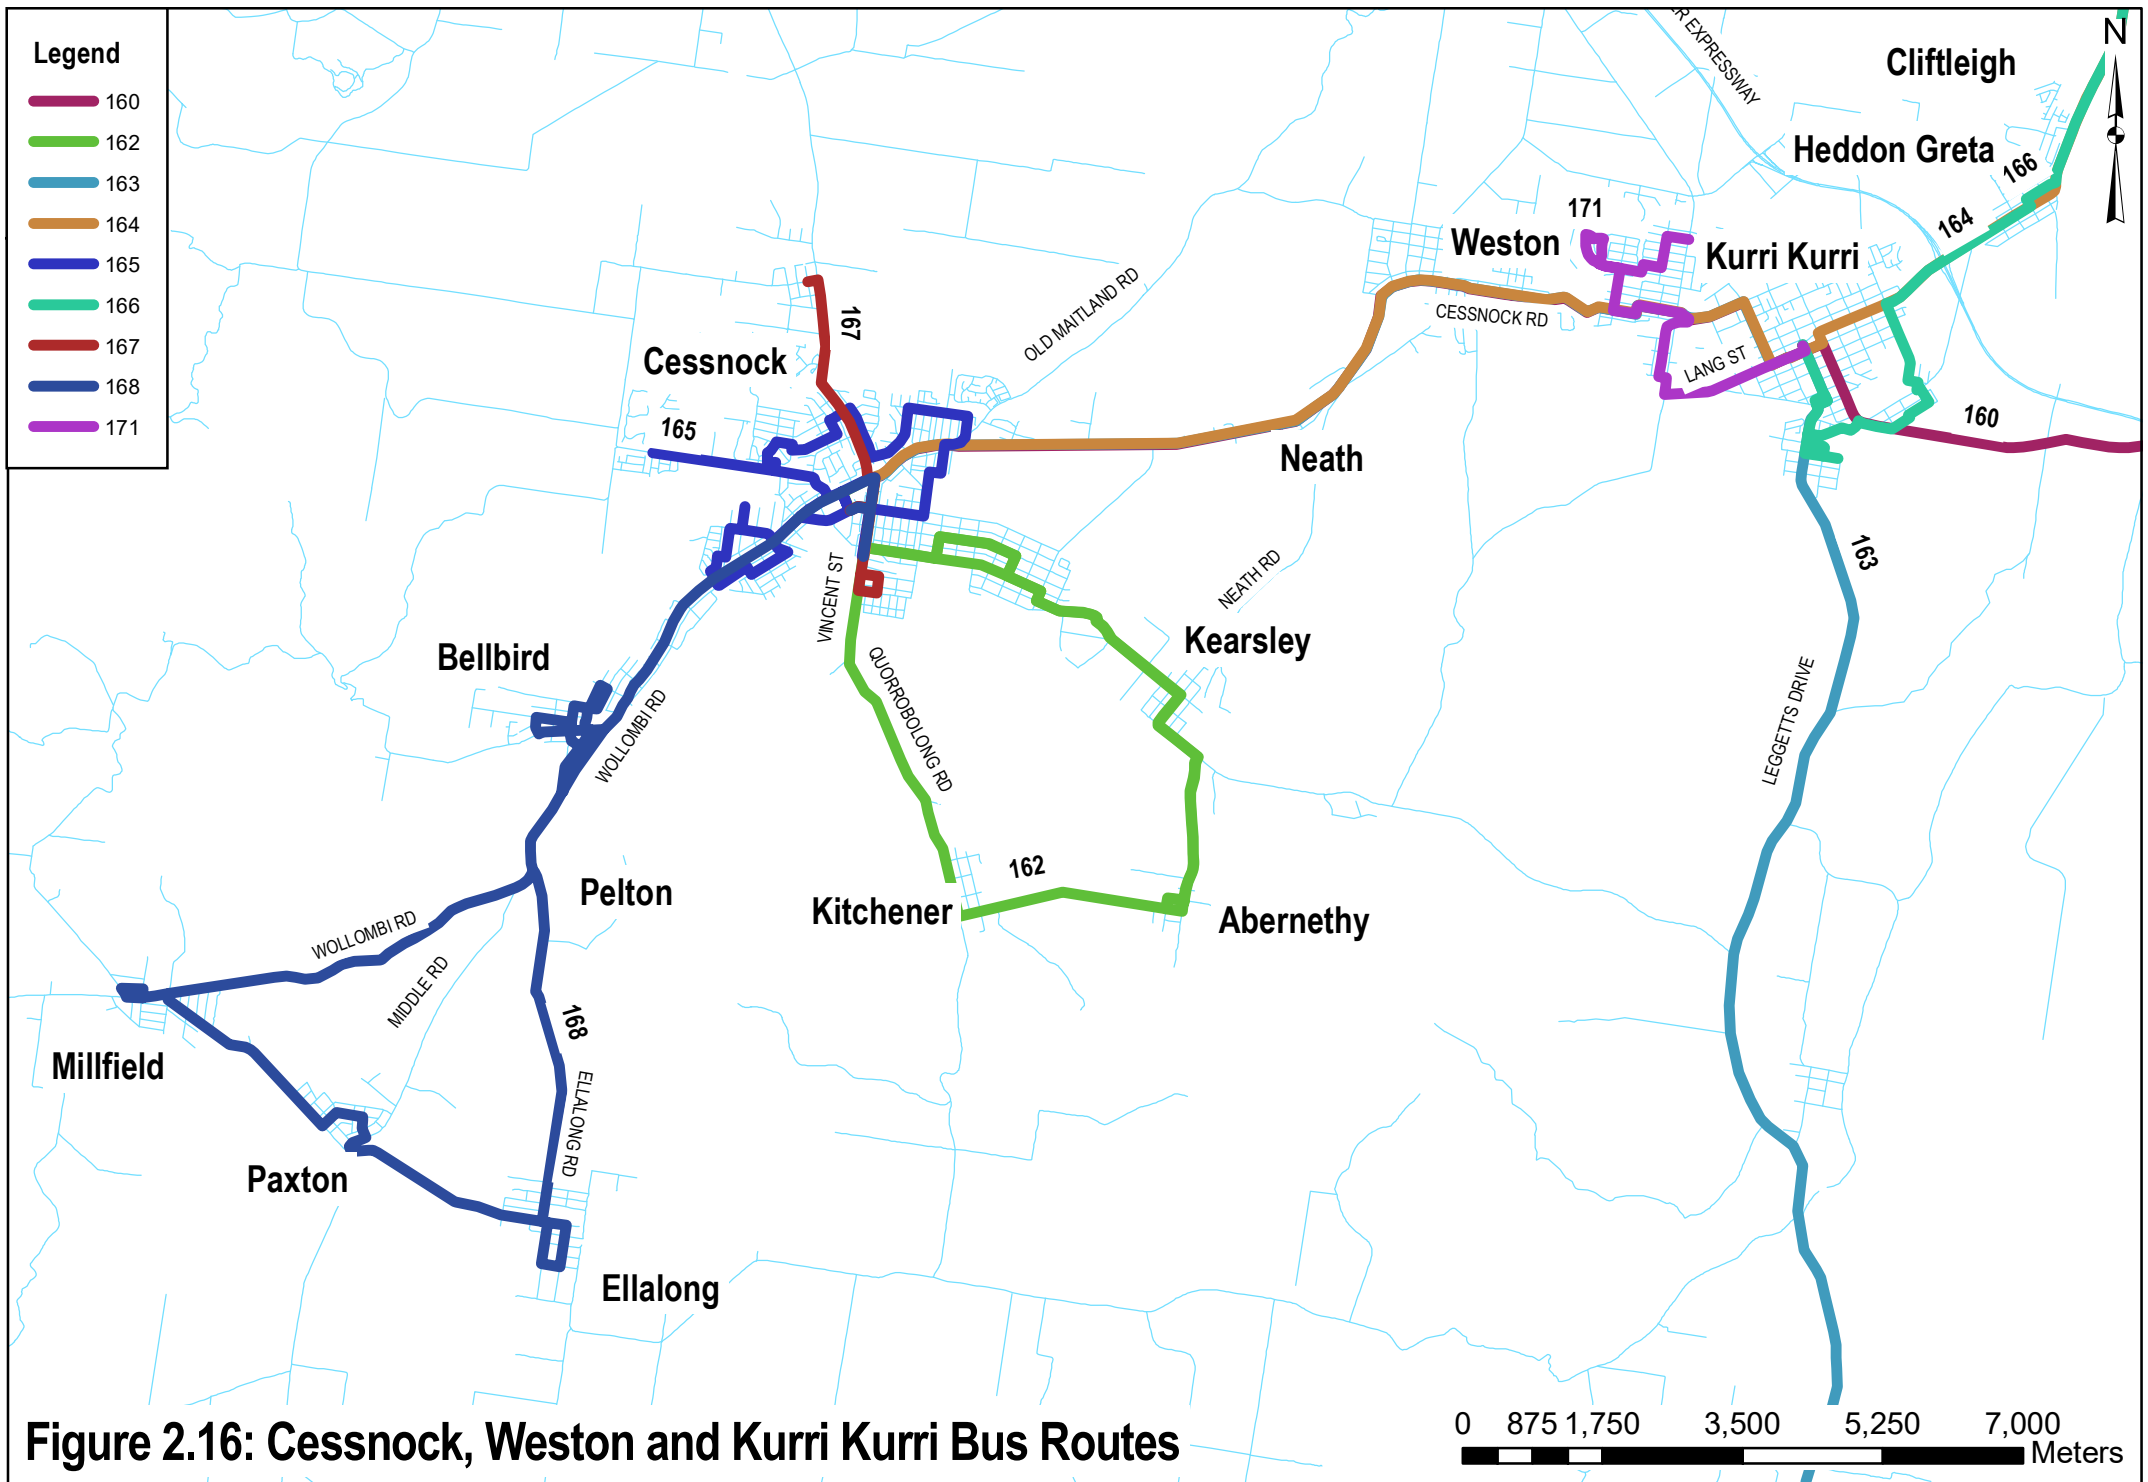 Legend
160
162
163
164
165
166
167
168
171
ER EXPRESSWAY
N
Cliftleigh
Heddon Greta
166
164
171
Weston
Kurri Kurri
OLD MAITLAND RD
167
CESSNOCK RD
Cessnock
LANG ST
165
160
Neath
163
VINCENT ST
NEATH RD
Kearsley
Bellbird
QUORROBOLONG RD
WOLLOMBI RD
LEGGETTS DRIVE
162
Pelton
Kitchener
Abernethy
WOLLOMBI RD
MIDDLE RD
168
Millfield
ELLALONG RD
Paxton
Ellalong
Figure 2.16: Cessnock, Weston and Kurri Kurri Bus Routes
0 875 1,750 3,500 5,250 7,000
Meters